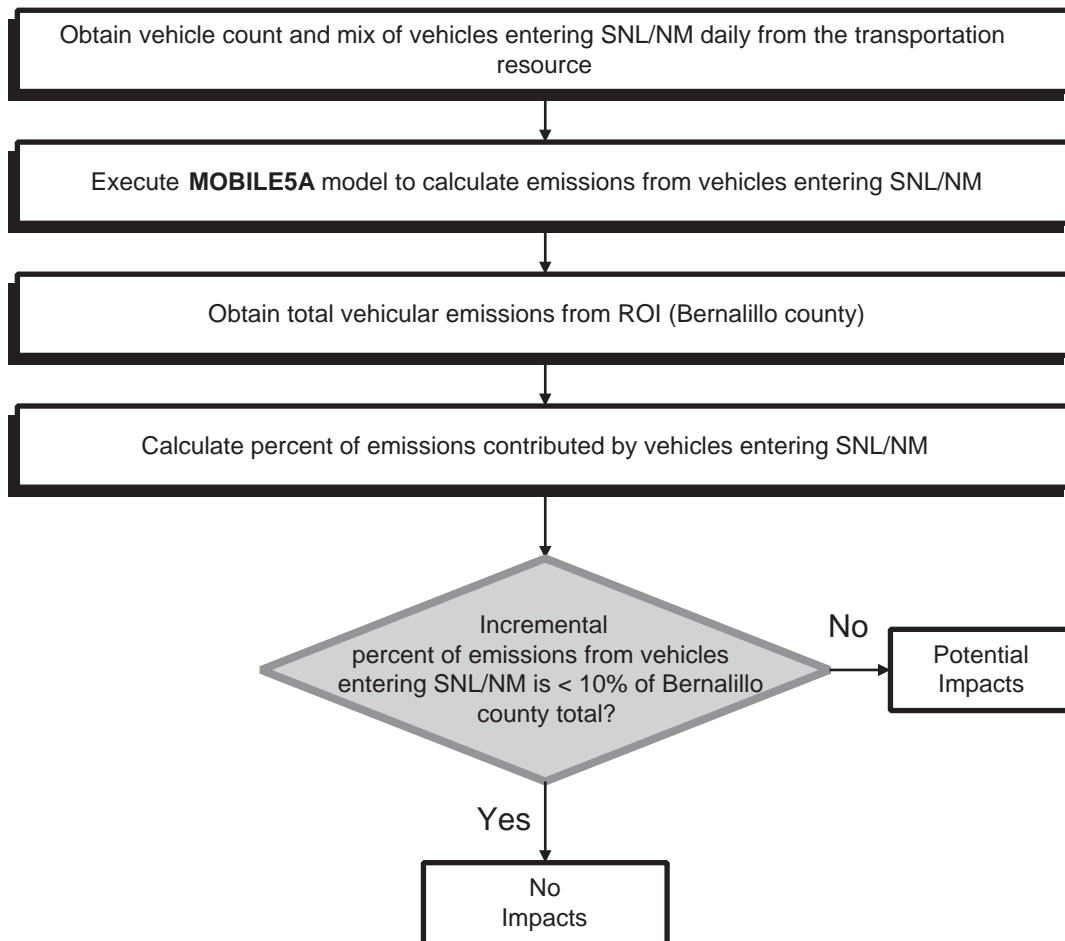 Obtain vehicle count and mix of vehicles entering SNL/NM daily from the transportation
resource
Execute MOBILE5A model to calculate emissions from vehicles entering SNL/NM
Obtain total vehicular emissions from ROI (Bernalillo county)
Calculate percent of emissions contributed by vehicles entering SNL/NM
Incremental
percent of emissions from vehicles
entering SNL/NM is < 10% of Bernalillo
county total?
No
Potential
Impacts
Yes
No
Impacts